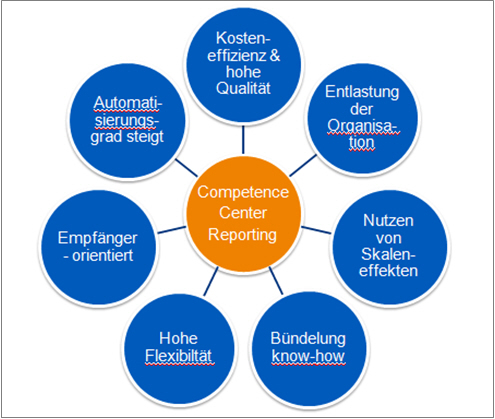 Kosten-
effizienz &
hohe
Qualität
Entlastung
der
Organisa-
tion
Nutzen
von
Skalen-
effekten
Bündelung
know-how
Hohe
Flexibiltät
Empfänger
- orientiert
Automati-
sierungs-
grad steigt
Competence
Center
Reporting